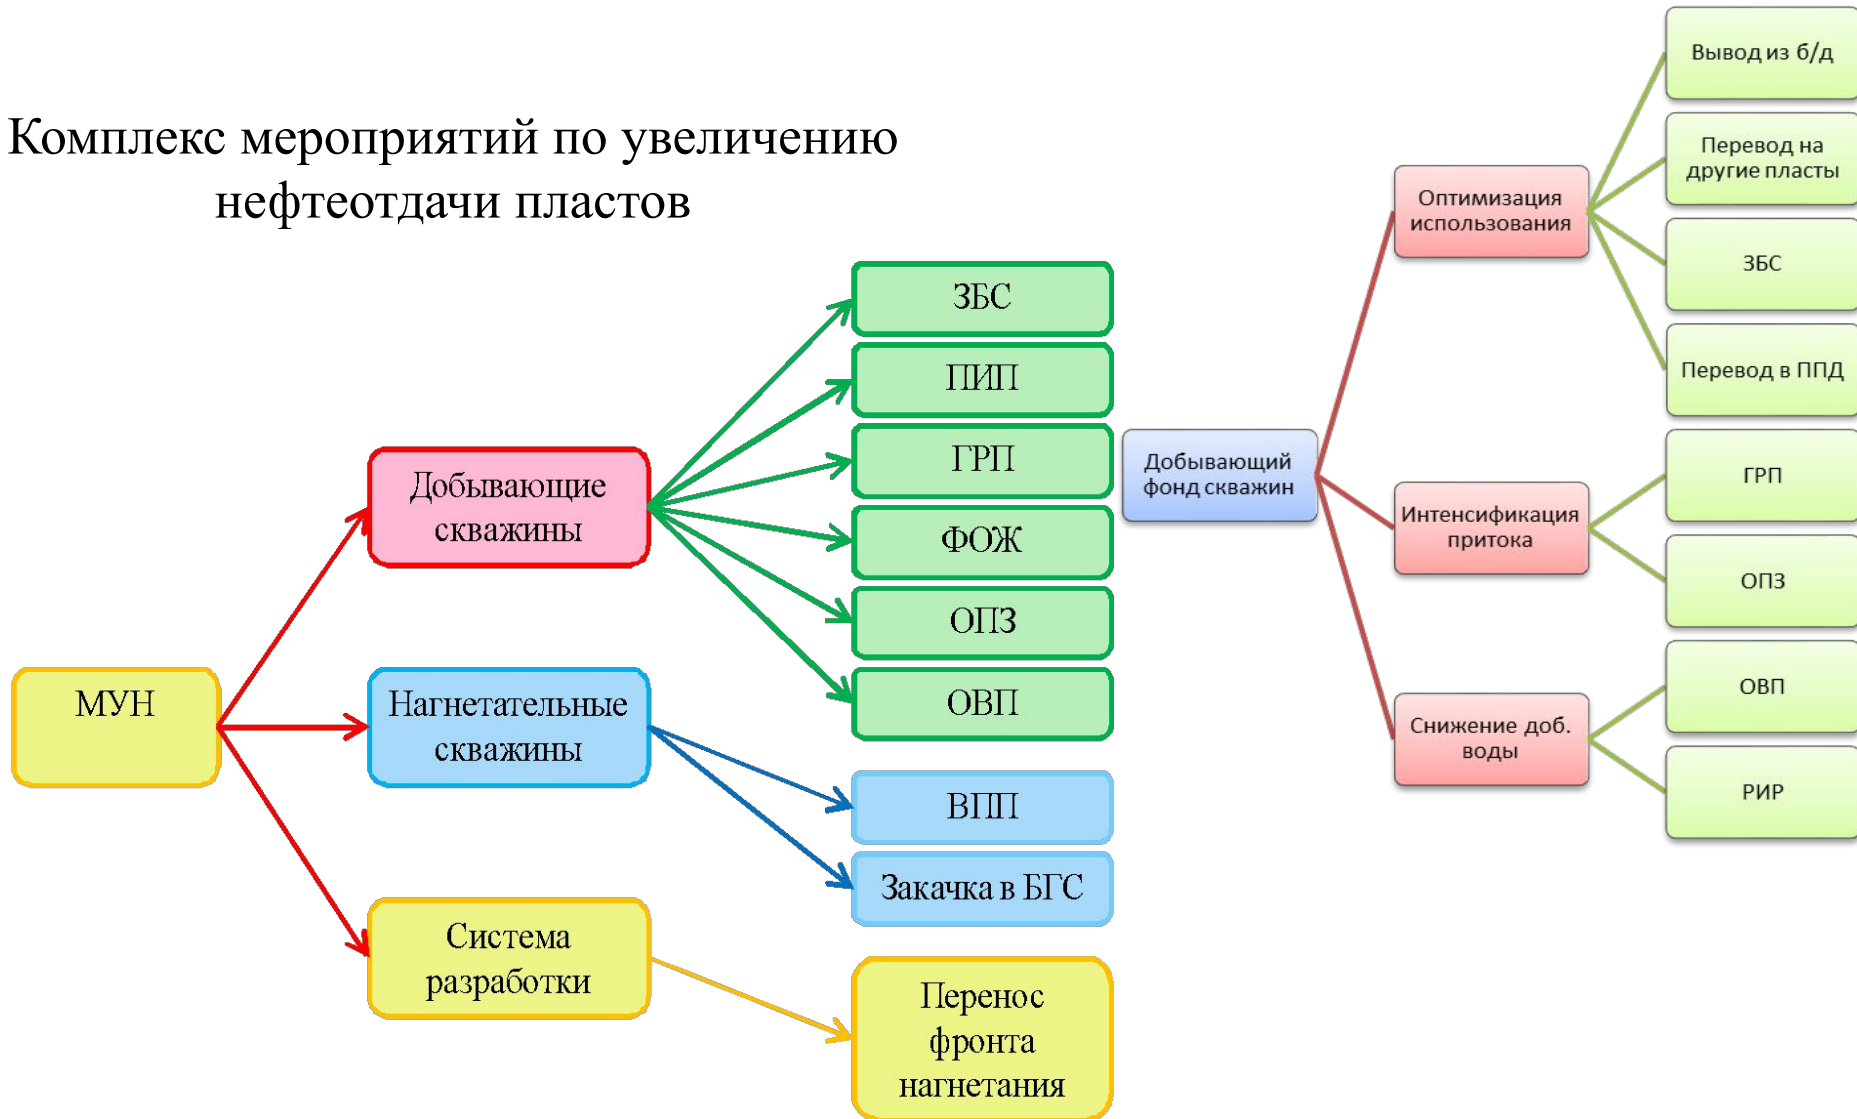 Комплекс мероприятий по увеличению
нефтеотдачи пластов
МУН
Добывающие
скважины
Нагнетательные
скважины
Система
разработки
ЗБС
ПИП
ГРП
ФОЖ
ОПЗ
ОВП
ВПП
Закачка в БГС
Перенос
фронта
нагнетания
Добывающий
фонд скважин
Оптимизация
использования
Интенсификация
притока
Снижение доб.
воды
Вывод из б/д
Перевод на
другие пласты
ЗБС
Перевод в ППД
ГРП
ОПЗ
ОВП
РИР